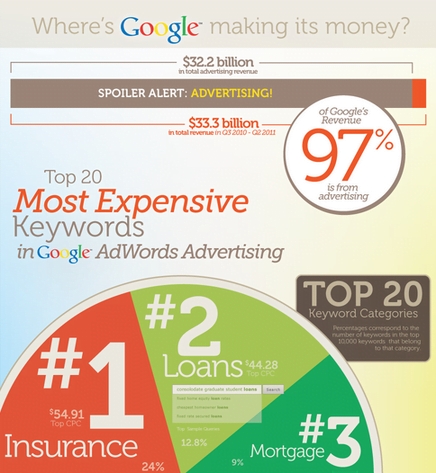 Where's Google making its money?
$32.2 billion
in total advertising revenue
SPOILER ALERT: ADVERTISING!
$33.3 billion
in total revenue in Q3 2010 - Q2 2011
of Google's
Revenue
97%
is from
advertising
Top 20
Most Expensive
Keywords
in Google AdWords Advertising
TOP 20
Keyword Categories
Percentages correspond to the
number of keywords in the top
10,000 keywords that belong
to that category
#1
$54.91
Top CPC
Insurance
24%
#2
Loans
$44.28
Top CPC
consolidate graduate student loans
Search
12.8%
#3
Mortgage
9%